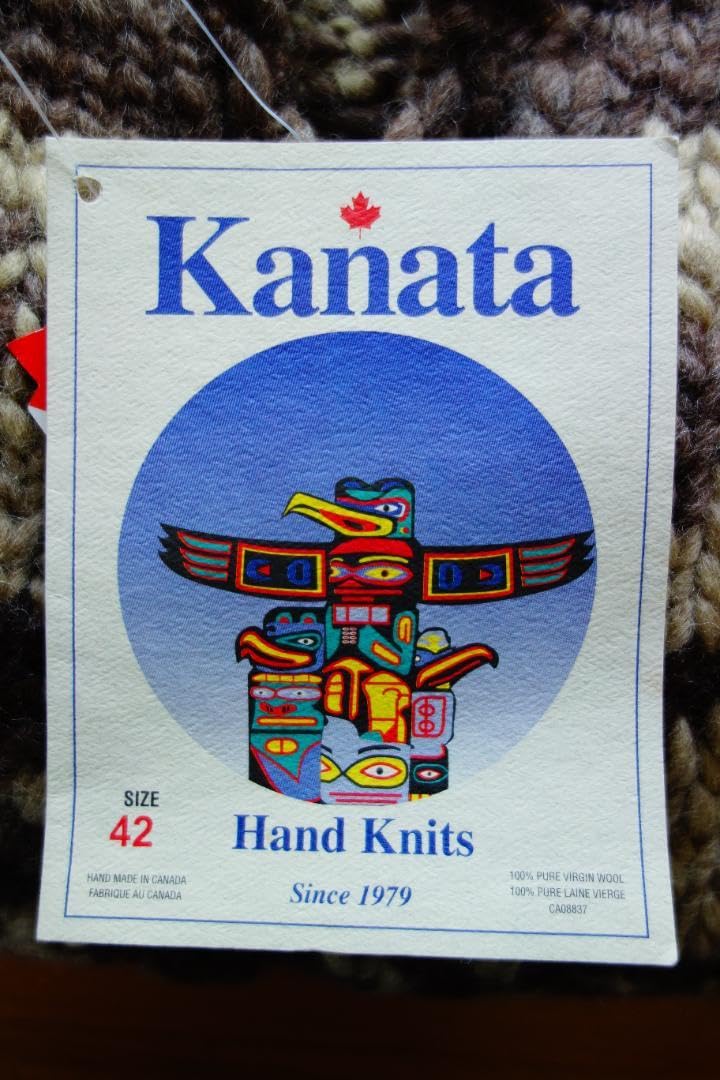 Kanata
SIZE
42
Hand Knits
Since 1979
HAND MADE IN CANADA
FABRIQUE AU CANADA
100% PURE VIRGIN WOOL
100% PURE LAINE VIERGE
CA08837